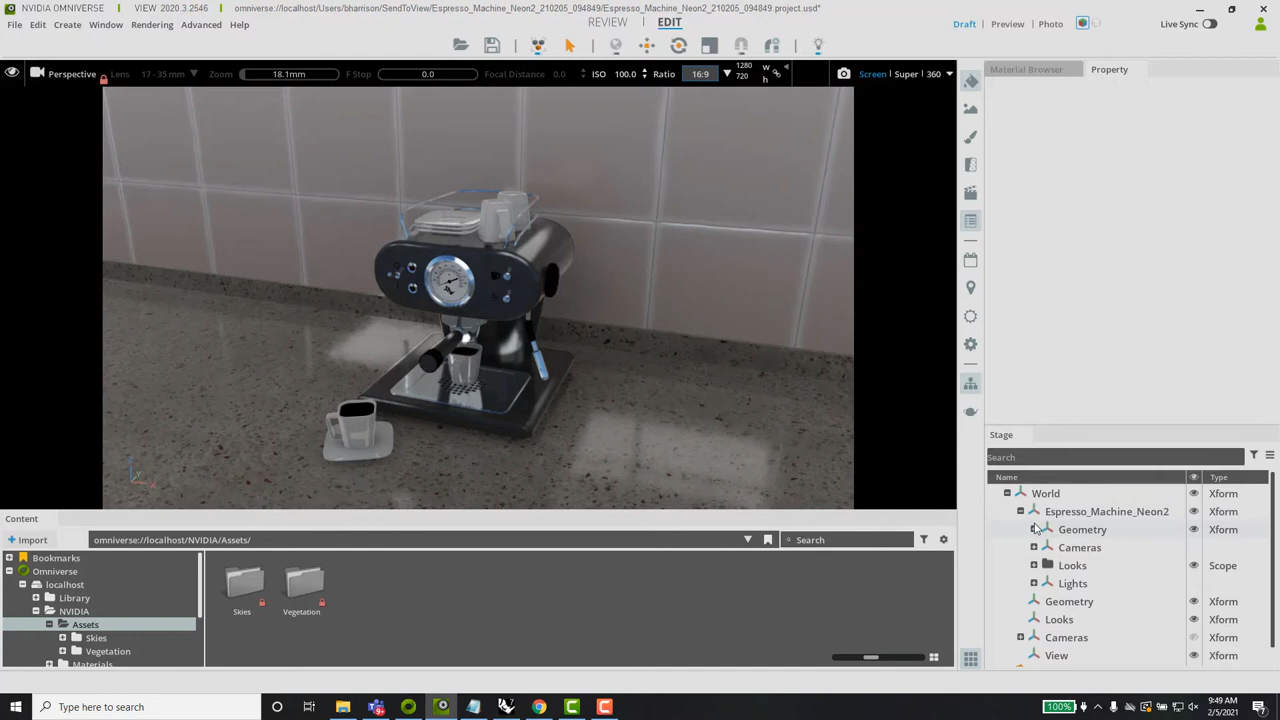 NVIDIA OMNIVERSE VIEW 2020.3.2546 omniverse://localhost/Users/bharrison/SendToView/Espresso_Machine_Neon2_210205_094849/Espresso_Machine_Neon2_210205_094849.project.usd*
File Edit Create Window Rendering Advanced Help
REVIEW EDIT
Draft Preview Photo Live Sync
Perspective Lens 17 - 35 mm Zoom 18.1mm F Stop 0.0 Focal Distance 0.0 ISO 100.0 Ratio 16:9 1280 720 w h Screen Super 360
Material Browser Property
Stage
Search
Name Type
World Xform
Espresso_Machine_Neon2 Xform
Geometry Xform
Cameras
Looks Scope
Lights
Geometry Xform
Looks Xform
Cameras Xform
View Xform
Content
Import omniverse://localhost/NVIDIA/Assets/ Search
Bookmarks
Omniverse
localhost
Library
NVIDIA
Assets
Skies
Vegetation
Materials
Skies Vegetation
Type here to search
100%
9:49 AM
2/5/2021